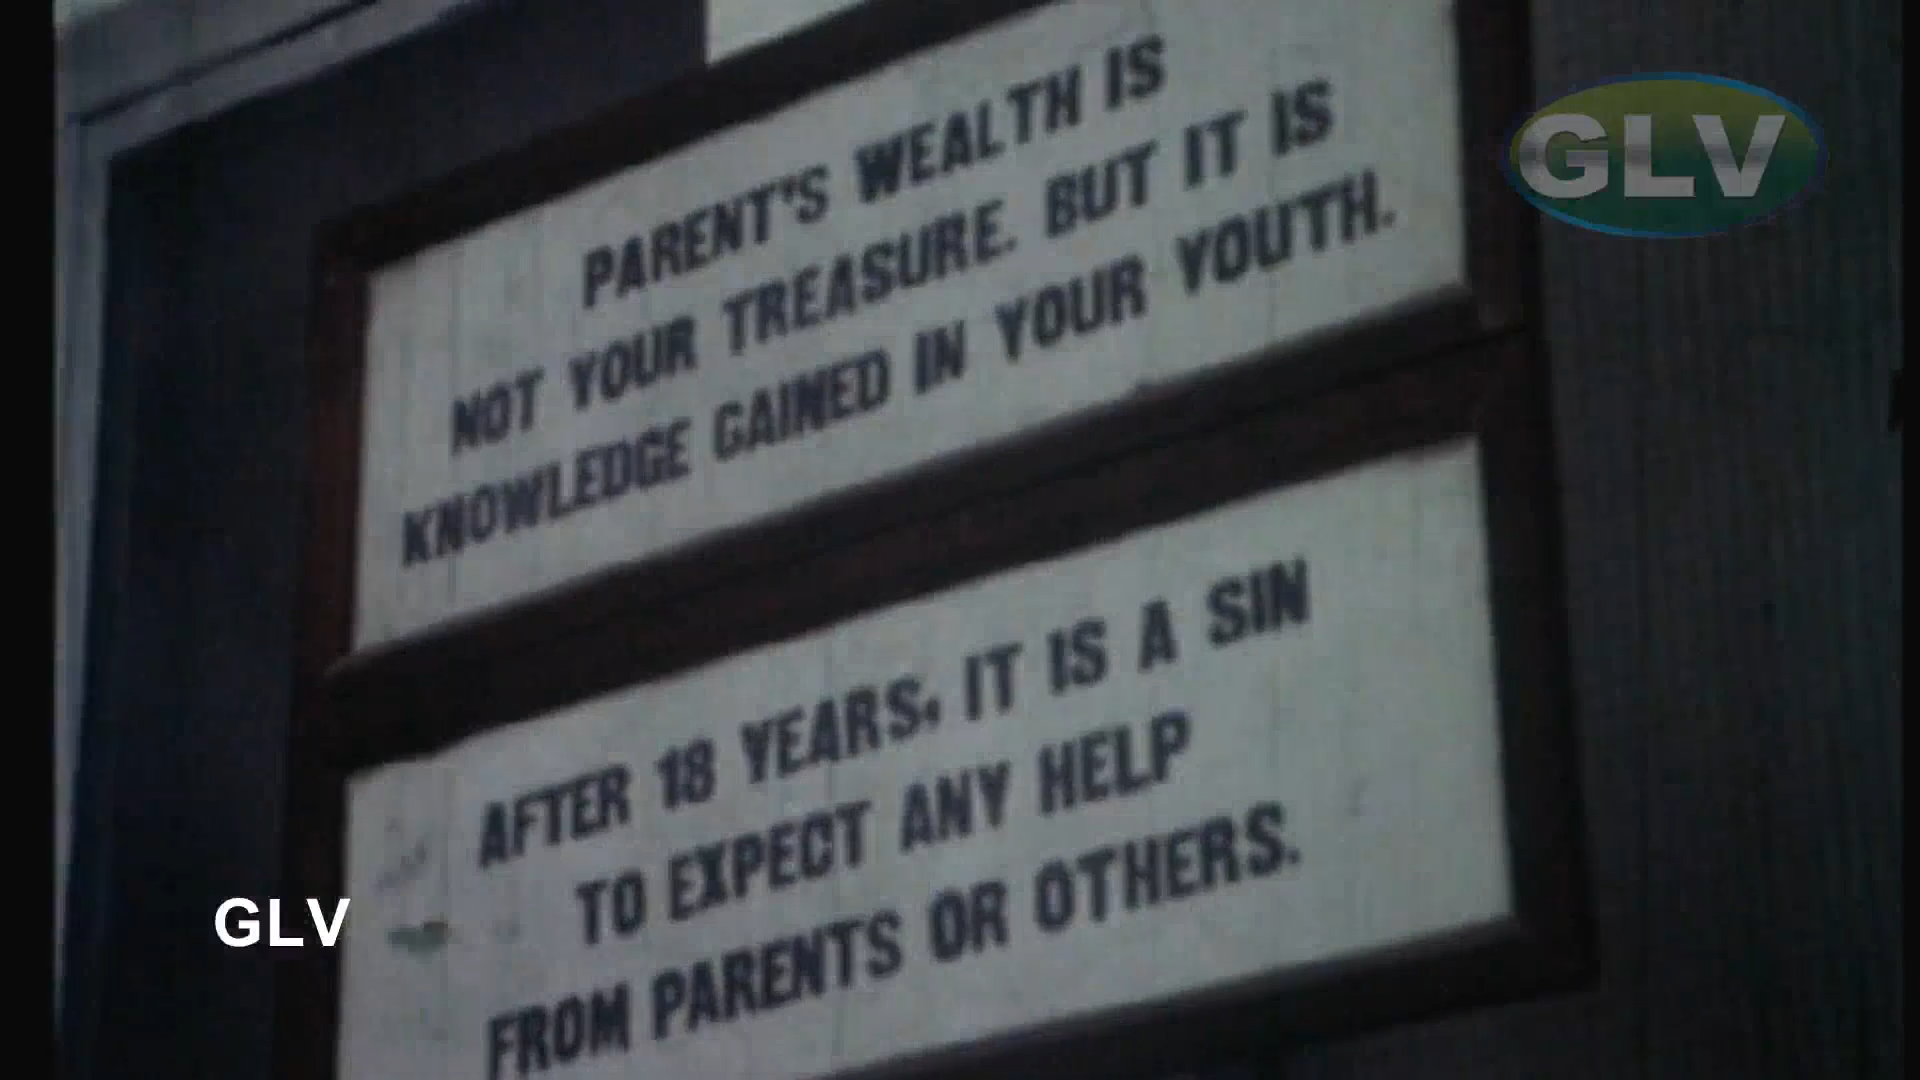 PARENT'S WEALTH IS
NOT YOUR TREASURE. BUT IT IS
KNOWLEDGE GAINED IN YOUR YOUTH.
AFTER 18 YEARS, IT IS A SIN
TO EXPECT ANY HELP
FROM PARENTS OR OTHERS.
GLV
GLV